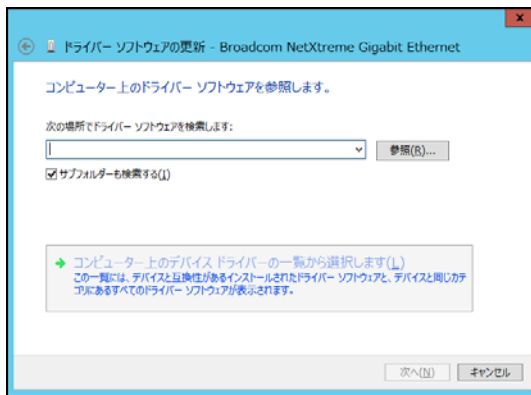 ドライバー ソフトウェアの更新 - Broadcom NetXtreme Gigabit Ethernet
コンピューター上のドライバー ソフトウェアを参照します。
次の場所でドライバー ソフトウェアを検索します:
参照(R)...
サブフォルダーも検索する(I)
コンピューター上のデバイス ドライバーの一覧から選択します(L)
この一覧には、デバイスと互換性があるインストールされたドライバー ソフトウェアと、デバイスと同じカテ
ゴリにあるすべてのドライバー ソフトウェアが表示されます。
次へ(N)
キャンセル